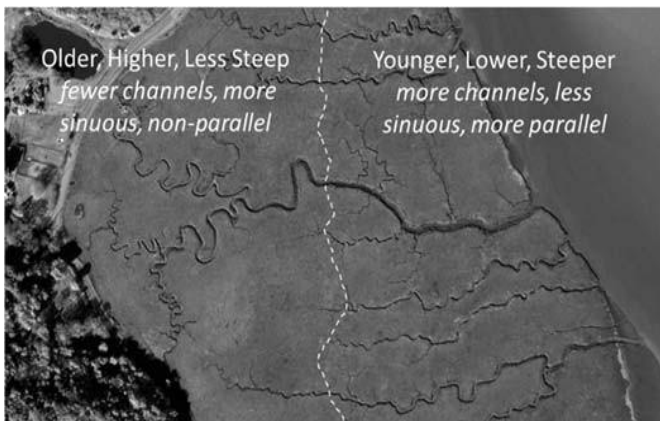 Older, Higher, Less Steep
fewer channels, more
sinuous, non-parallel
Younger, Lower, Steeper
more channels, less
sinuous, more parallel